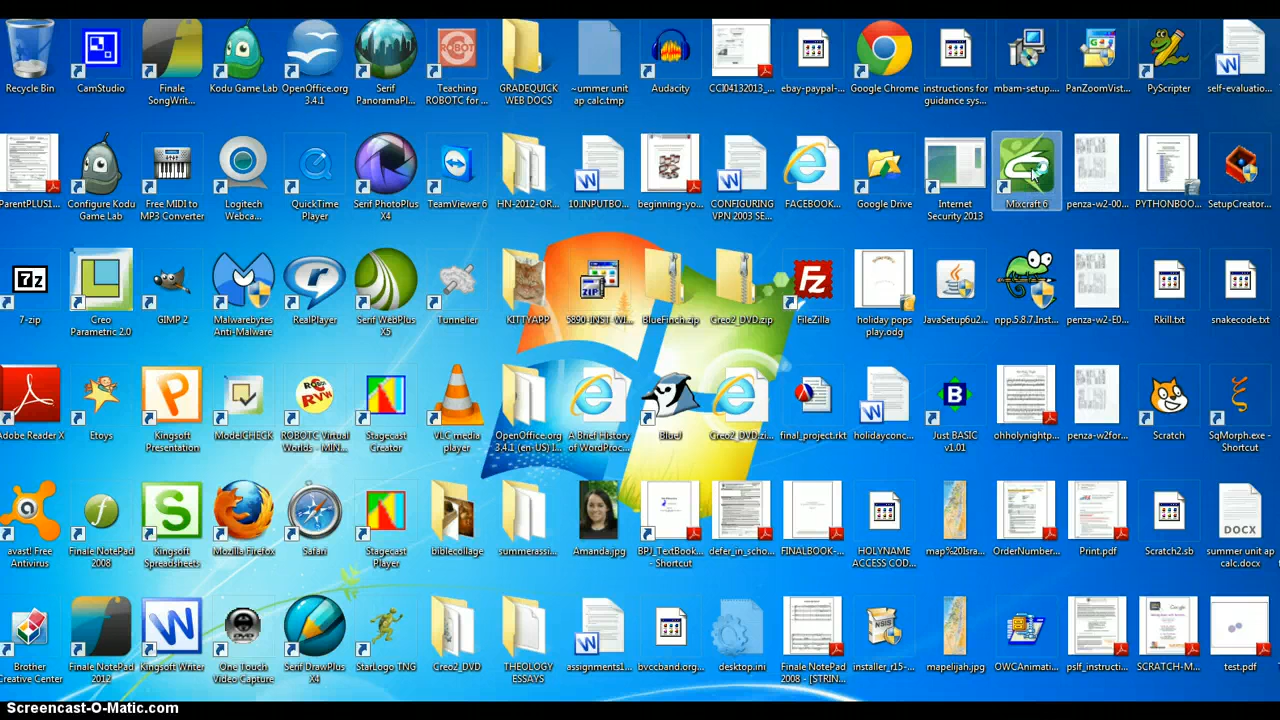 Recycle Bin
CamStudio
Finale SongWrit...
Kodu Game Lab
OpenOffice.org 3.4.1
Serif PanoramaPl...
Teaching ROBOTC for ...
GRADEQUICK WEB DOCS
~ummer unit ap calc.tmp
Audacity
CCI04132013_...
ebay-paypal-...
Google Chrome
instructions for guidance sys...
mbam-setup....
PanZoomVist...
PyScripter
self-evaluatio...
ParentPLUS1...
Configure Kodu Game Lab
Free MIDI to MP3 Converter
Logitech Webca...
QuickTime Player
Serif PhotoPlus X4
TeamViewer 6
HN-2012-OR...
10.INPUTBO...
beginning-yo...
CONFIGURING VPN 2003 SE...
FACEBOOK...
Google Drive
Internet Security 2013
Mixcraft 6
penza-w2-00...
PYTHONBOO...
SetupCreator...
7-zip
Creo Parametric 2.0
GIMP 2
Malwarebytes Anti-Malware
RealPlayer
Serif WebPlus X5
Tunnelier
KITTYAPP
5890-INST-WI...
BlueFinch.zip
Creo2_DVD.zip
FileZilla
holiday pops play.odg
JavaSetup6u2...
npp.5.8.7.Inst...
penza-w2-E0...
Rkill.txt
snakecode.txt
Adobe Reader X
Etoys
Kingsoft Presentation
ModelCHECK
ROBOTC Virtual Worlds - MIN...
Stagecast Creator
VLC media player
OpenOffice.org 3.4.1 (en-US) I...
A Brief History of WordProc...
BlueJ
Creo2_DVD.zi...
final_project.rkt
holidayconc...
Just BASIC v1.01
ohholynightp...
penza-w2for...
Scratch
SqMorph.exe - Shortcut
avast! Free Antivirus
Finale NotePad 2008
Kingsoft Spreadsheets
Mozilla Firefox
Safari
Stagecast Player
biblecollage
summerassi...
Amanda.jpg
BPJ_TextBook... - Shortcut
defer_in_scho...
FINALBOOK-...
HOLYNAME ACCESS COD...
map%20Isra...
OrderNumber...
Print.pdf
Scratch2.sb
summer unit ap calc.docx
Brother Creative Center
Finale NotePad 2012
Kingsoft Writer
One Touch Video Capture
Serif DrawPlus X4
StarLogo TNG
Creo2_DVD
THEOLOGY ESSAYS
assignments1...
bvccband.org...
desktop.ini
Finale NotePad 2008 - [STRIN...
installer_r15-...
mapelijah.jpg
OWCAnimati...
pslf_instructi...
SCRATCH-M...
test.pdf
Screencast-O-Matic.com